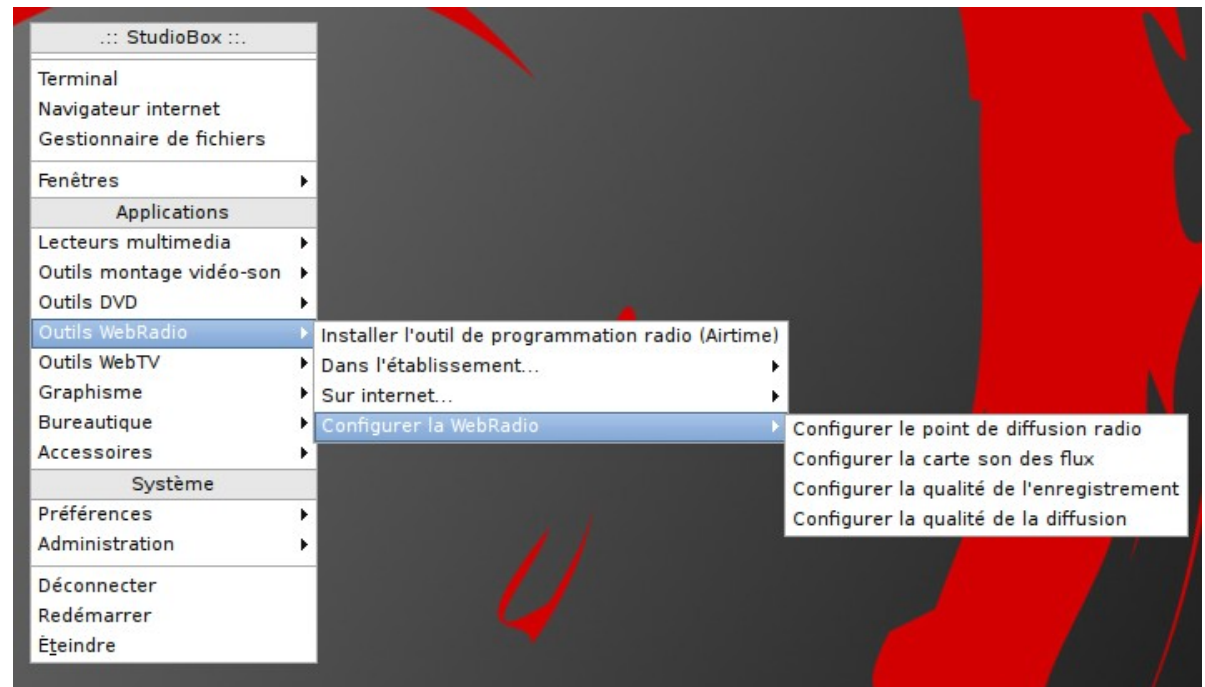 .:: StudioBox ::.
Terminal
Navigateur internet
Gestionnaire de fichiers
Fenêtres
Applications
Lecteurs multimedia
Outils montage vidéo-son
Outils DVD
Outils WebRadio
Outils WebTV
Graphisme
Bureautique
Accessoires
Système
Préférences
Administration
Déconnecter
Redémarrer
Éteindre
Installer l'outil de programmation radio (Airtime)
Dans l'établissement...
Sur internet...
Configurer la WebRadio
Configurer le point de diffusion radio
Configurer la carte son des flux
Configurer la qualité de l'enregistrement
Configurer la qualité de la diffusion